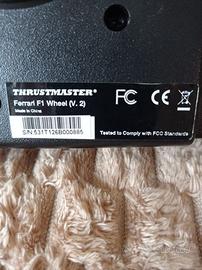 THRUSTMASTER®
Ferrari F1 Wheel (V. 2)
Made in China
FC CE
SN:531T126B000885
Tested to Comply with FCC Standards